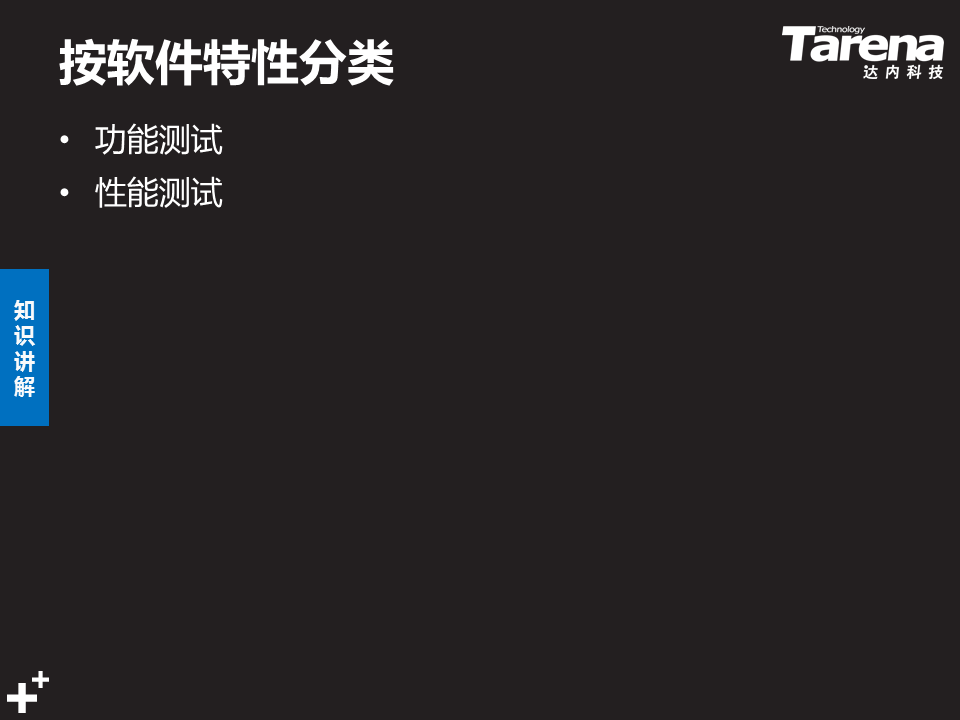 按软件特性分类
Technology
Tarena
达内科技
• 功能测试
• 性能测试
知
识
讲
解